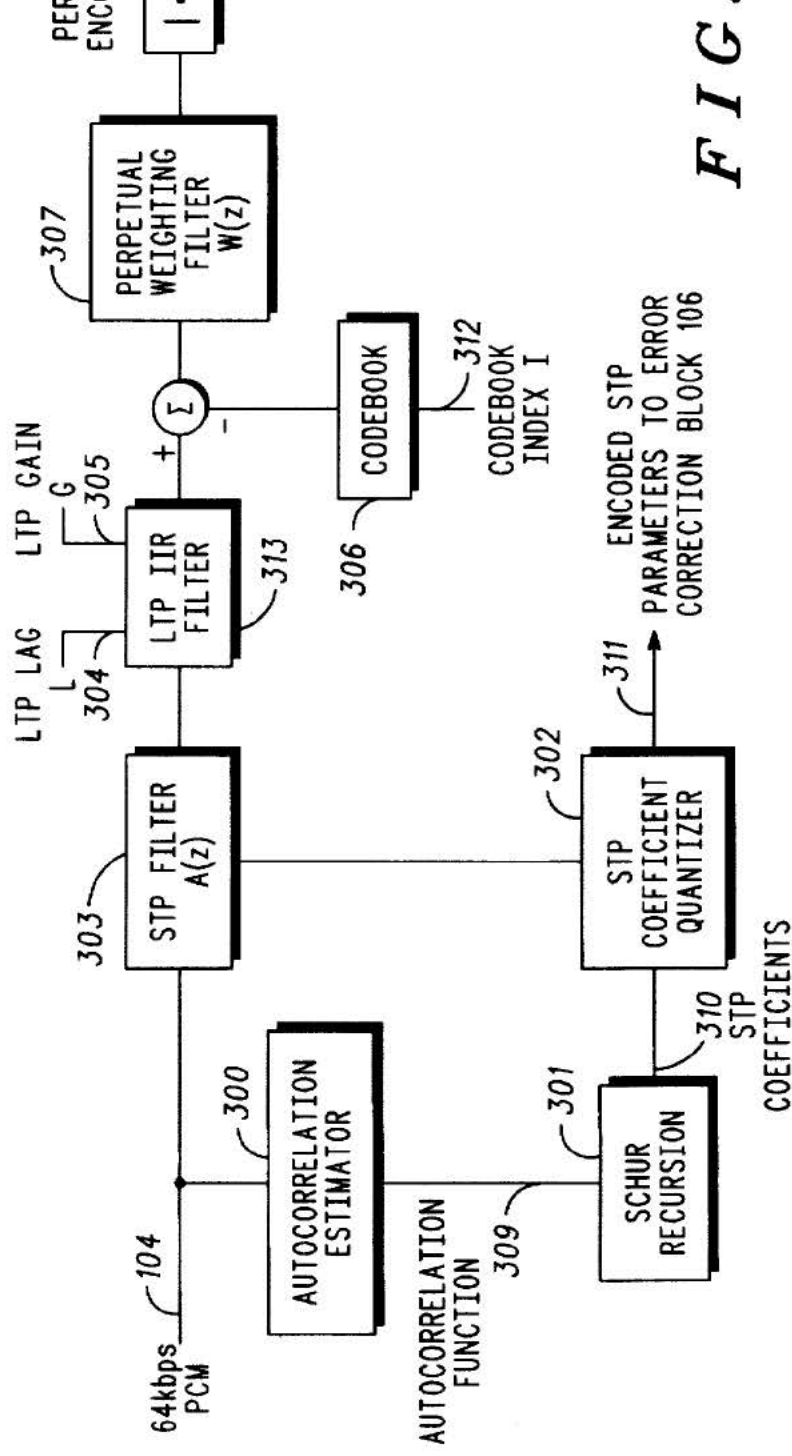 64kbps
PCM
104
300
AUTOCORRELATION
ESTIMATOR
AUTOCORRELATION
FUNCTION
309
301
SCHUR
RECURSION
310
STP
COEFFICIENTS
302
STP
COEFFICIENT
QUANTIZER
311
ENCODED STP
PARAMETERS TO ERROR
CORRECTION BLOCK 106
303
STP FILTER
A(z)
LTP LAG
L
304
LTP GAIN
G
305
LTP IIR
FILTER
313
+
Σ
-
306
CODEBOOK
312
CODEBOOK
INDEX I
307
PERPETUAL
WEIGHTING
FILTER
W(z)
FIG.